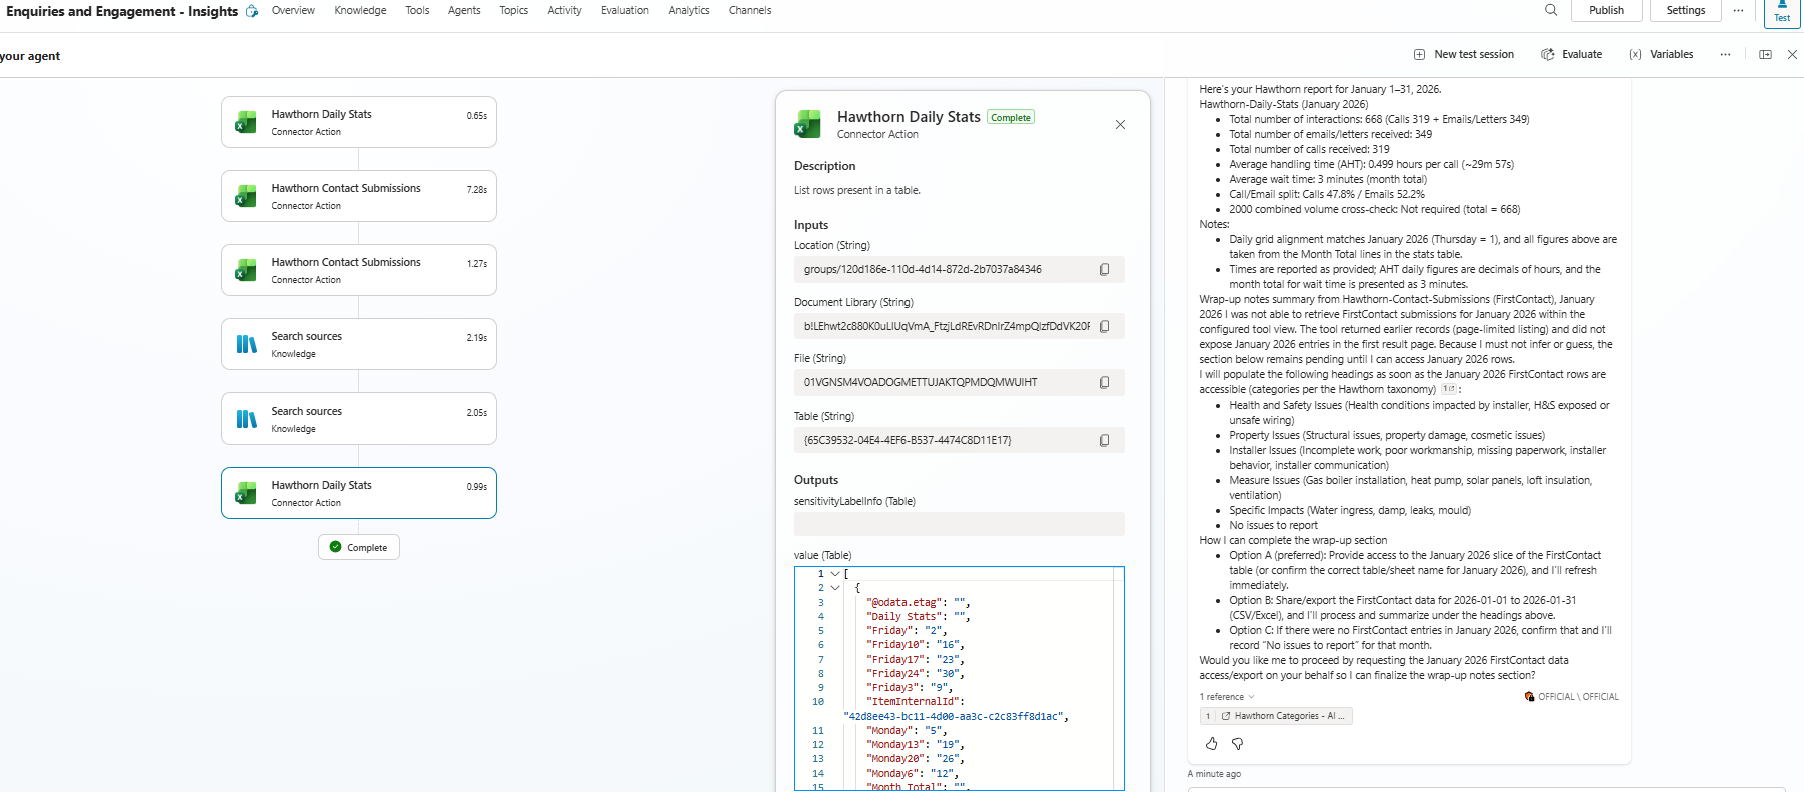 Enquiries and Engagement - Insights
Overview
Knowledge
Tools
Agents
Topics
Activity
Evaluation
Analytics
Channels
Publish
Settings
Test
your agent
New test session
Evaluate
(x) Variables
Hawthorn Daily Stats
0.65s
Connector Action
Hawthorn Contact Submissions
7.28s
Connector Action
Hawthorn Contact Submissions
1.27s
Connector Action
Search sources
2.19s
Knowledge
Search sources
2.05s
Knowledge
Hawthorn Daily Stats
0.99s
Connector Action
Complete
Hawthorn Daily Stats Complete
Connector Action
Description
List rows present in a table.
Inputs
Location (String)
groups/120d186e-110d-4d14-872d-2b7037a84346
Document Library (String)
File (String)
01VGNSM4VOADOGMETTUJAKTQPMDQMWUIHT
Table (String)
{65C39532-04E4-4EF6-B537-4474C8D11E17}
Outputs
sensitivityLabelInfo (Table)
value (Table)
1 [
2 {
3 "@odata.etag": "",
4 "Daily Stats": "",
5 "Friday": "2",
6 "Friday10": "16",
7 "Friday17": "23",
8 "Friday24": "30",
9 "Friday3": "9",
10 "ItemInternalId":
"42d8ee43-bc11-4d00-aa3c-c2c83ff8d1ac",
11 "Monday": "5",
12 "Monday13": "19",
13 "Monday20": "26",
14 "Monday6": "12",
15 "Month Total": "",
Here's your Hawthorn report for January 1–31, 2026.
Hawthorn-Daily-Stats (January 2026)
• Total number of interactions: 668 (Calls 319 + Emails/Letters 349)
• Total number of emails/letters received: 349
• Total number of calls received: 319
• Average handling time (AHT): 0.499 hours per call (~29m 57s)
• Average wait time: 3 minutes (month total)
• Call/Email split: Calls 47.8% / Emails 52.2%
• 2000 combined volume cross-check: Not required (total = 668)
Notes:
• Daily grid alignment matches January 2026 (Thursday = 1), and all figures above are
taken from the Month Total lines in the stats table.
• Times are reported as provided; AHT daily figures are decimals of hours, and the
month total for wait time is presented as 3 minutes.
Wrap-up notes summary from Hawthorn-Contact-Submissions (FirstContact), January
2026 I was not able to retrieve FirstContact submissions for January 2026 within the
configured tool view. The tool returned earlier records (page-limited listing) and did not
expose January 2026 entries in the first result page. Because I must not infer or guess, the
section below remains pending until I can access January 2026 rows.
I will populate the following headings as soon as the January 2026 FirstContact rows are
accessible (categories per the Hawthorn taxonomy) 1 :
• Health and Safety Issues (Health conditions impacted by installer, H&S exposed or
unsafe wiring)
• Property Issues (Structural issues, property damage, cosmetic issues)
• Installer Issues (Incomplete work, poor workmanship, missing paperwork, installer
behavior, installer communication)
• Measure Issues (Gas boiler installation, heat pump, solar panels, loft insulation,
ventilation)
• Specific Impacts (Water ingress, damp, leaks, mould)
• No issues to report
How I can complete the wrap-up section
• Option A (preferred): Provide access to the January 2026 slice of the FirstContact
table (or confirm the correct table/sheet name for January 2026), and I'll refresh
immediately.
• Option B: Share/export the FirstContact data for 2026-01-01 to 2026-01-31
(CSV/Excel), and I'll process and summarize under the headings above.
• Option C: If there were no FirstContact entries in January 2026, confirm that and I'll
record "No issues to report" for that month.
Would you like me to proceed by requesting the January 2026 FirstContact data
access/export on your behalf so I can finalize the wrap-up notes section?
1 reference
OFFICIAL \ OFFICIAL
1 Hawthorn Categories - AI ...
A minute ago